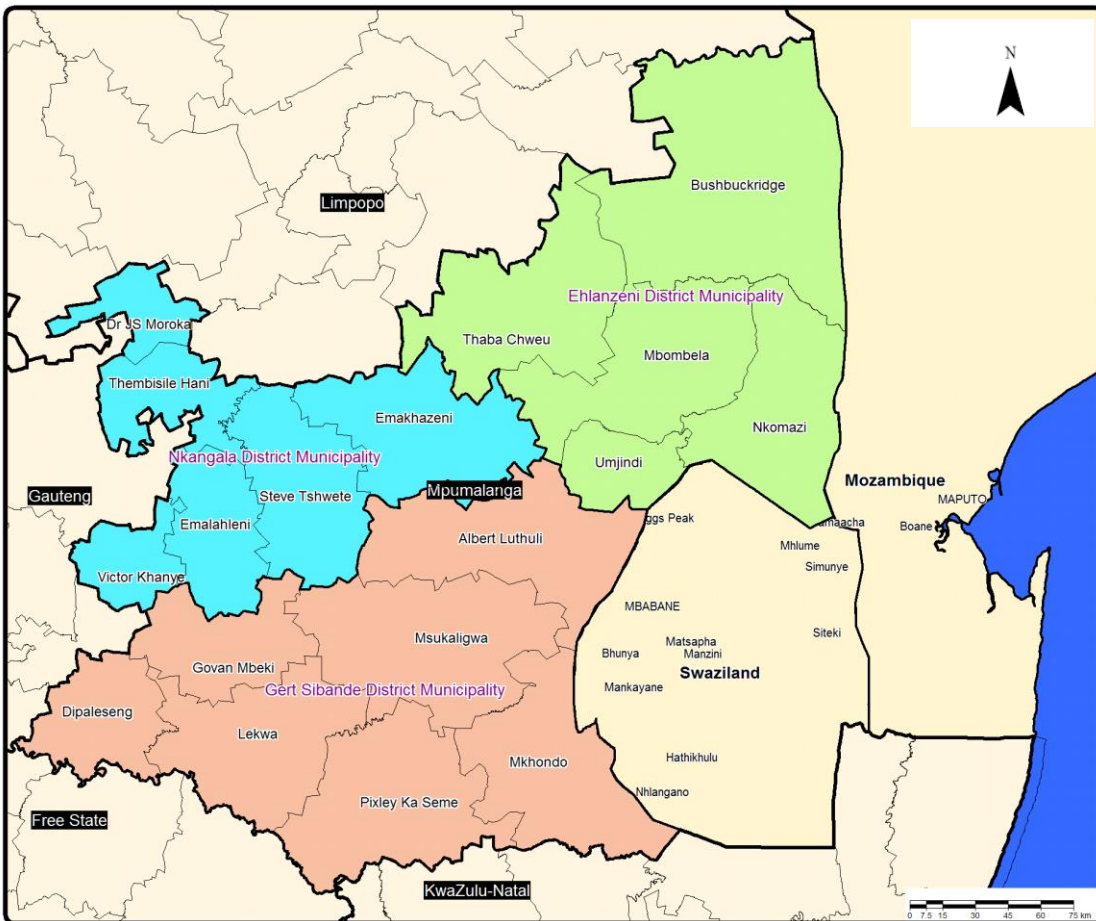 N
Bushbuckridge
Limpopo
Ehlanzeni District Municipality
Dr JS Moroka
Thaba Chweu
Mbombela
Thembisile Hani
Emakhazeni
Nkomazi
Nkangala District Municipality
Umjindi
Gauteng
Steve Tshwete
Mpumalanga
Mozambique
MAPUTO
Emalahleni
ggs Peak
Boane
Albert Luthuli
Mhlume
Victor Khanye
Simunye
MBABANE
Siteki
Msukaligwa
Matsapha
Bhunya
Manzini
Govan Mbeki
Swaziland
Gert Sibande District Municipality
Mankayane
Dipaleseng
Lekwa
Hathikhulu
Mkhondo
Nhlangano
Pixley Ka Seme
Free State
KwaZulu-Natal
0 7.5 15 30 45 60 75 km